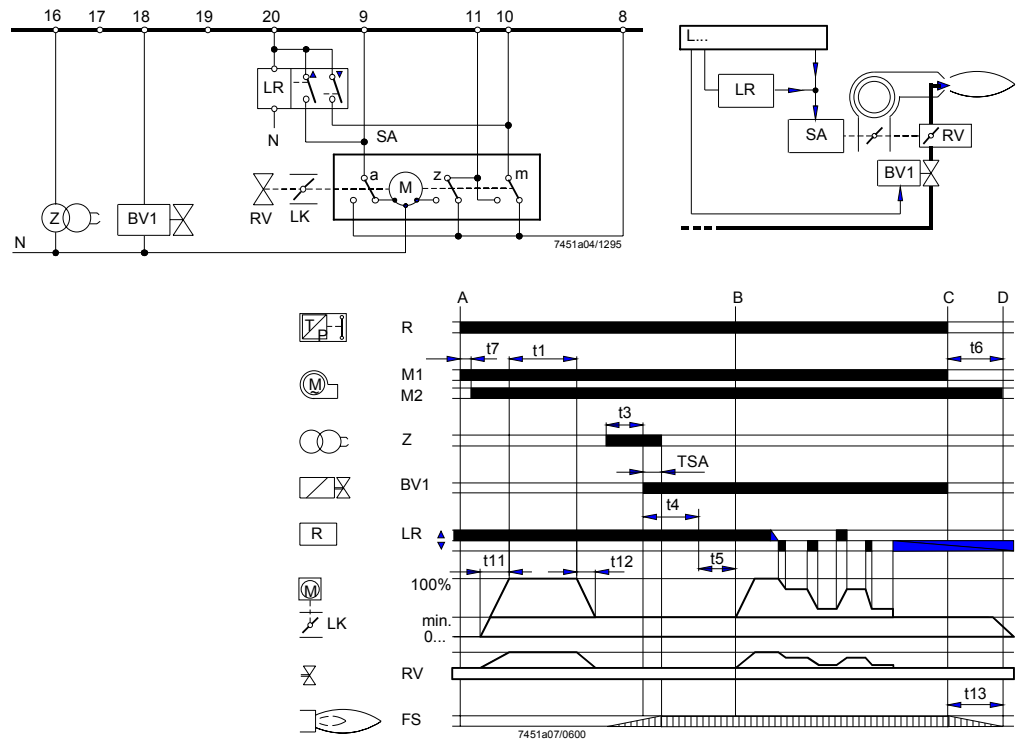 16 17 18 19 20 9 11 10 8
LR
N
SA
a
M
z
m
RV
LK
Z
BV1
N
7451a04/1295
L...
LR
SA
RV
BV1
A B C D
T/P
R
t7 t1 t6
M1
M
M2
t3
Z
TSA
BV1
t4
R
LR
t5
t11 t12
100%
M
LK
min.
0...
RV
t13
FS
7451a07/0600